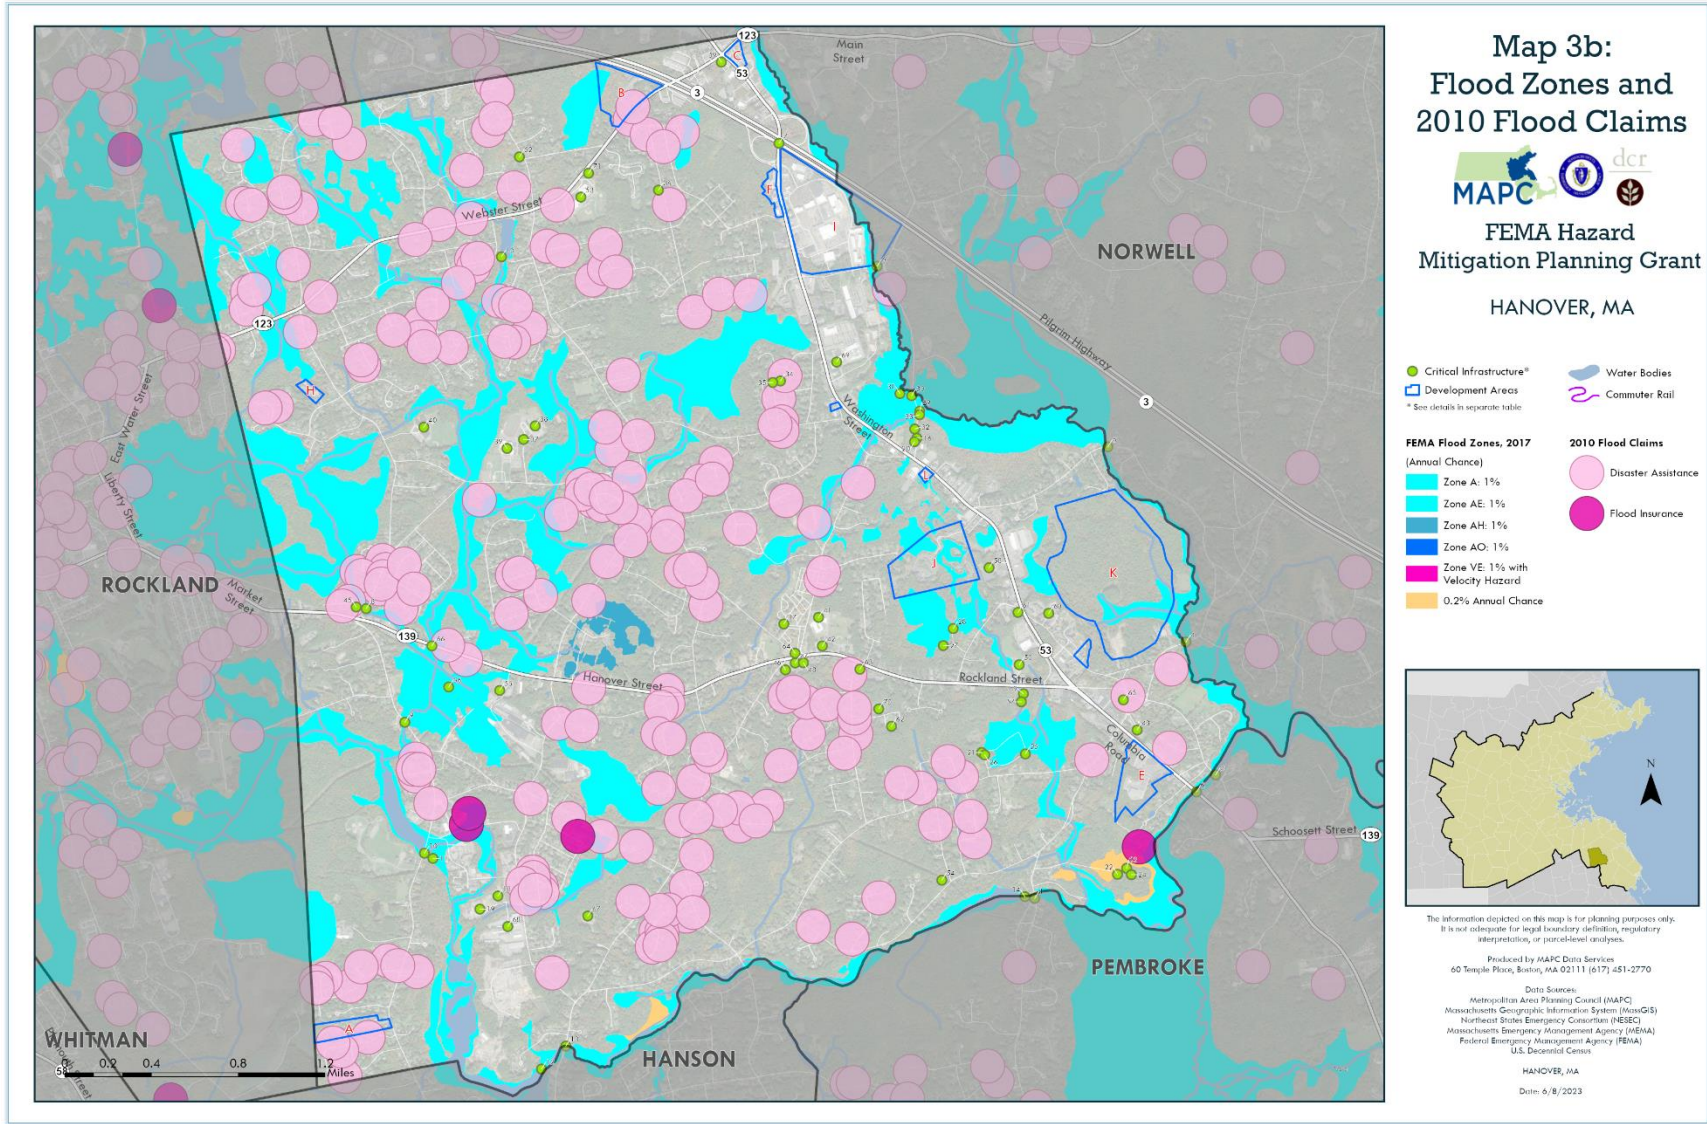 Map 3b:
Flood Zones and
2010 Flood Claims
MAPC
dcr
FEMA Hazard
Mitigation Planning Grant
HANOVER, MA
Critical Infrastructure*
Development Areas
* See details in separate table
Water Bodies
Commuter Rail
FEMA Flood Zones, 2017
(Annual Chance)
Zone A: 1%
Zone AE: 1%
Zone AH: 1%
Zone AO: 1%
Zone VE: 1% with
Velocity Hazard
0.2% Annual Chance
2010 Flood Claims
Disaster Assistance
Flood Insurance
N
The information depicted on this map is for planning purposes only.
It is not adequate for legal boundary definition, regulatory
interpretation, or parcel-level analyses.
Produced by MAPC Data Services
60 Temple Place, Boston, MA 02111 (617) 451-2770
Data Sources:
Metropolitan Area Planning Council (MAPC)
Massachusetts Geographic Information System (MassGIS)
Northeast States Emergency Consortium (NESEC)
Massachusetts Emergency Management Agency (MEMA)
Federal Emergency Management Agency (FEMA)
U.S. Decennial Census
HANOVER, MA
Date: 6/8/2023
123
Main
Street
C
53
3
B
F
I
Webster Street
NORWELL
123
Pilgrim Highway
3
East Water Street
Liberty Street
H
Washington
Street
L
J
K
ROCKLAND
Market
Street
139
53
Hanover Street
Rockland Street
Columbia
Road
E
Schoosett Street
139
PEMBROKE
A
WHITMAN
HANSON
58
0.2
0.4
0.8
1.2
Miles